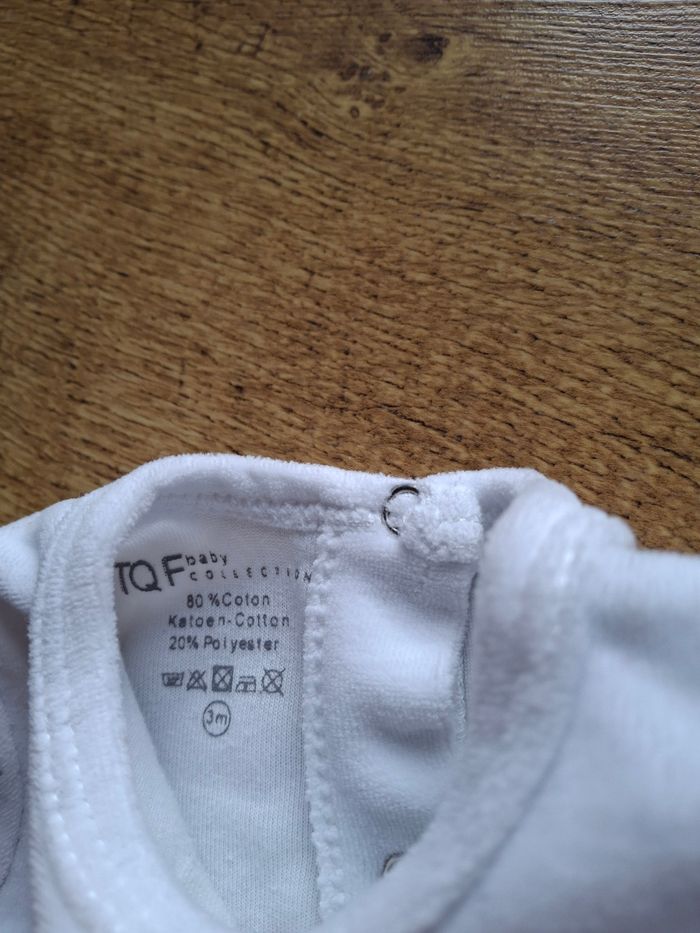 TQF baby
COLLECTION
80%Coton
Katoen-Cotton
20% Polyester
3m